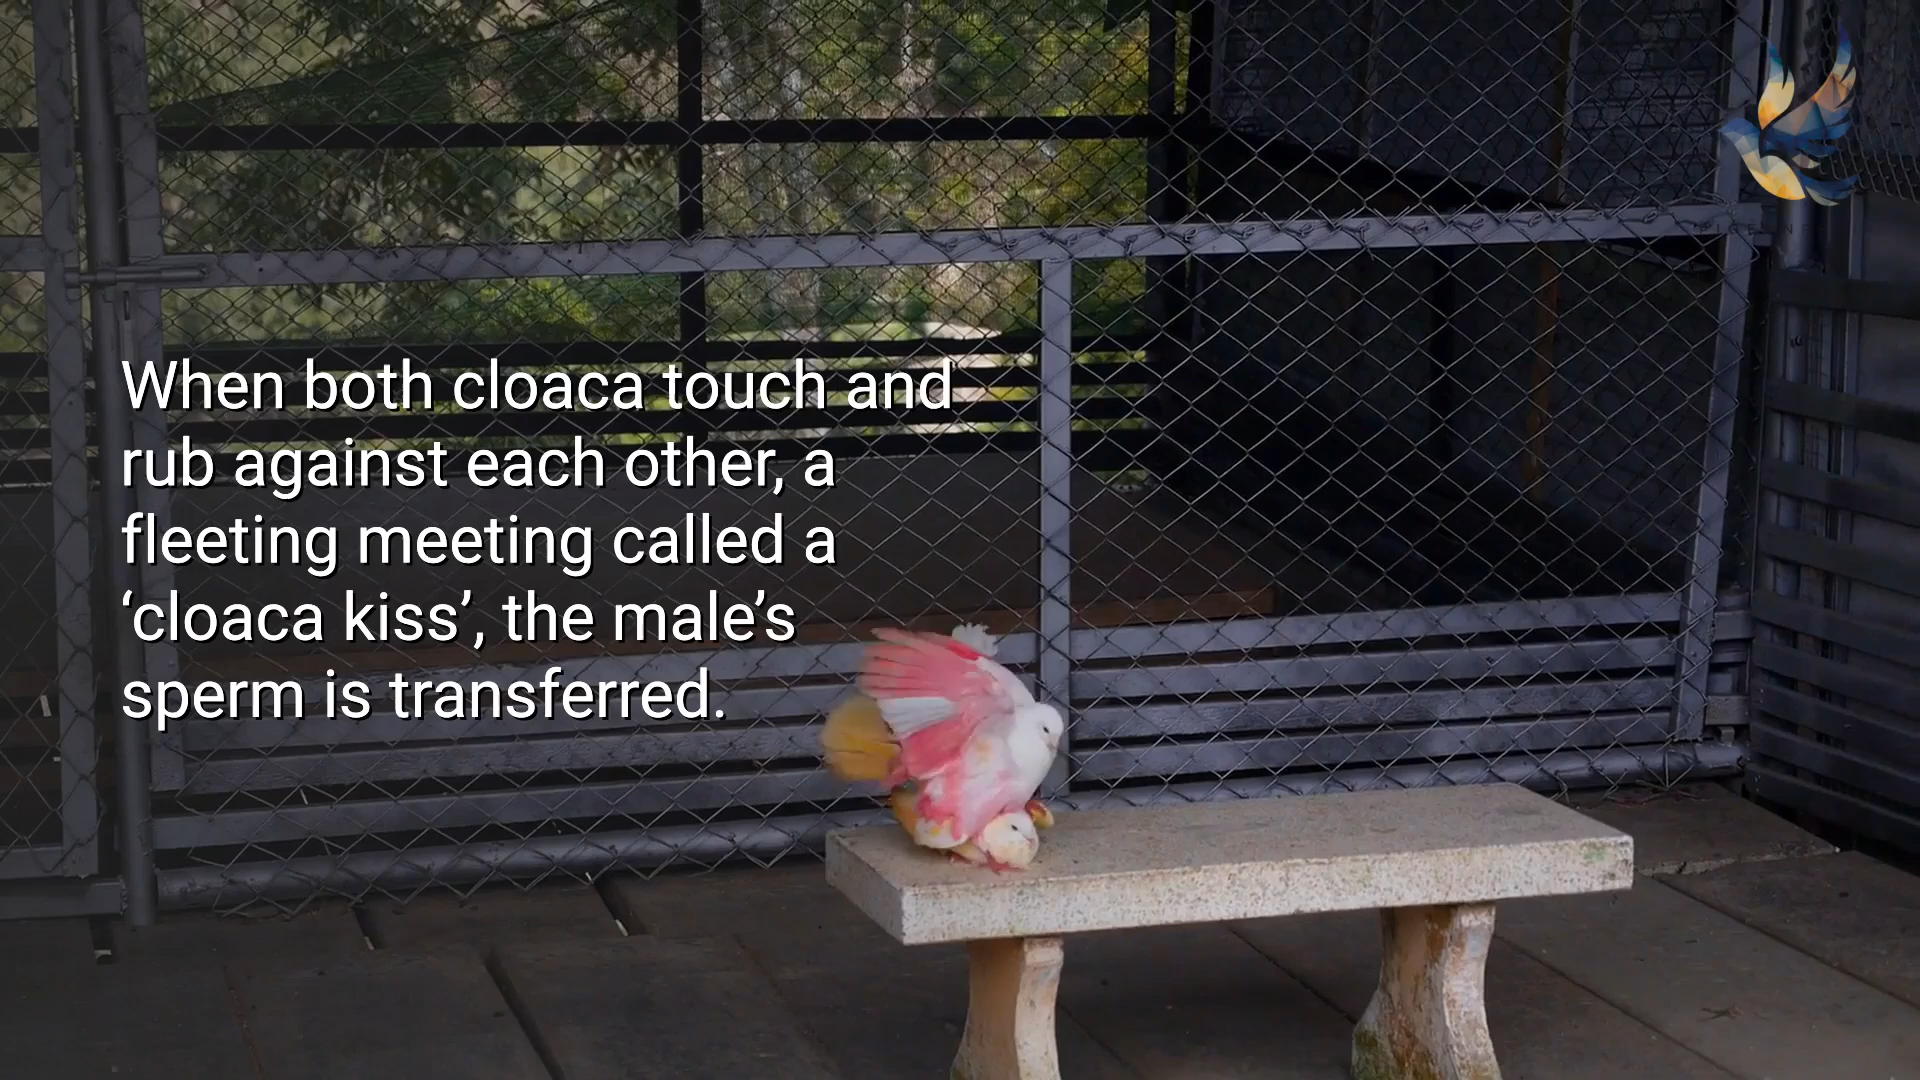 When both cloaca touch and
rub against each other, a
fleeting meeting called a
‘cloaca kiss’, the male’s
sperm is transferred.